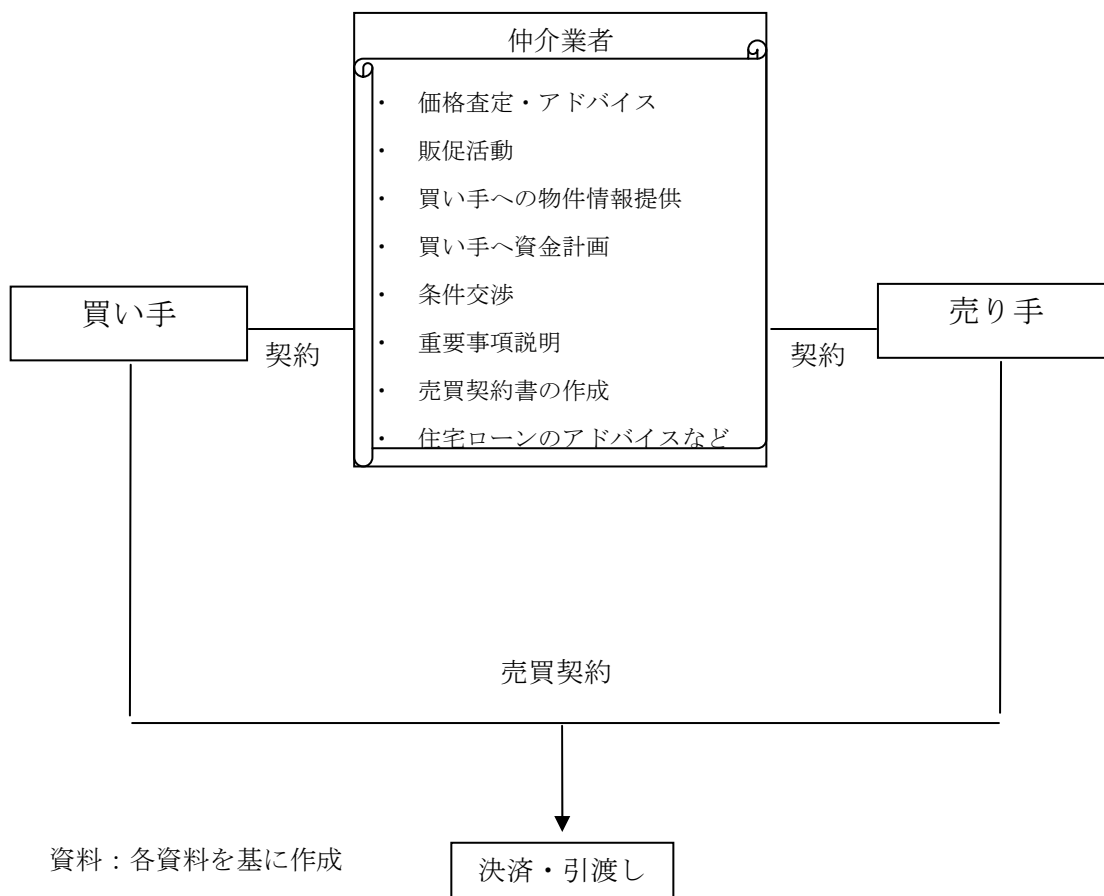 仲介業者
・ 価格査定・アドバイス
・ 販促活動
・ 買い手への物件情報提供
・ 買い手へ資金計画
・ 条件交渉
・ 重要事項説明
・ 売買契約書の作成
・ 住宅ローンのアドバイスなど
買い手
契約
契約
売り手
売買契約
資料：各資料を基に作成
決済・引渡し